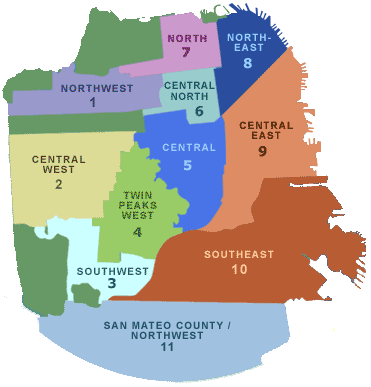 NORTH
7
NORTH-
EAST
8
NORTHWEST
1
CENTRAL
NORTH
6
CENTRAL
EAST
9
CENTRAL
WEST
2
CENTRAL
5
TWIN
PEAKS
WEST
4
SOUTHEAST
10
SOUTHWEST
3
SAN MATEO COUNTY /
NORTHWEST
11